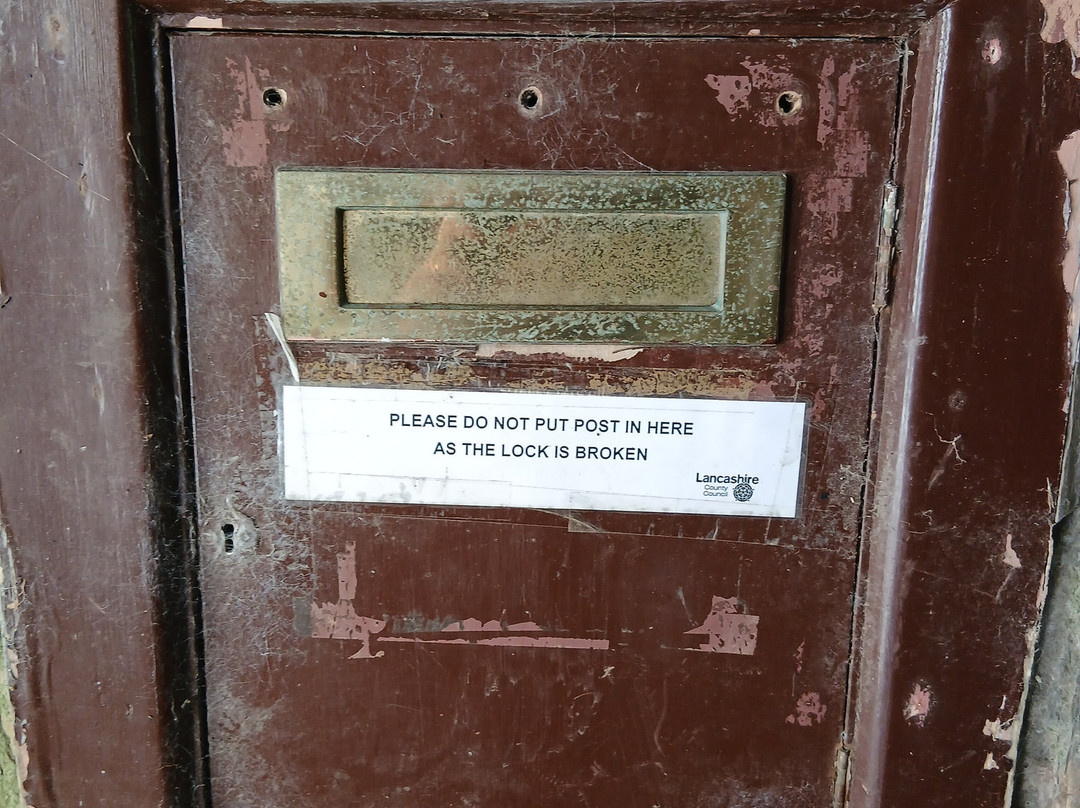 PLEASE DO NOT PUT POST IN HERE
AS THE LOCK IS BROKEN
Lancashire
County
Council